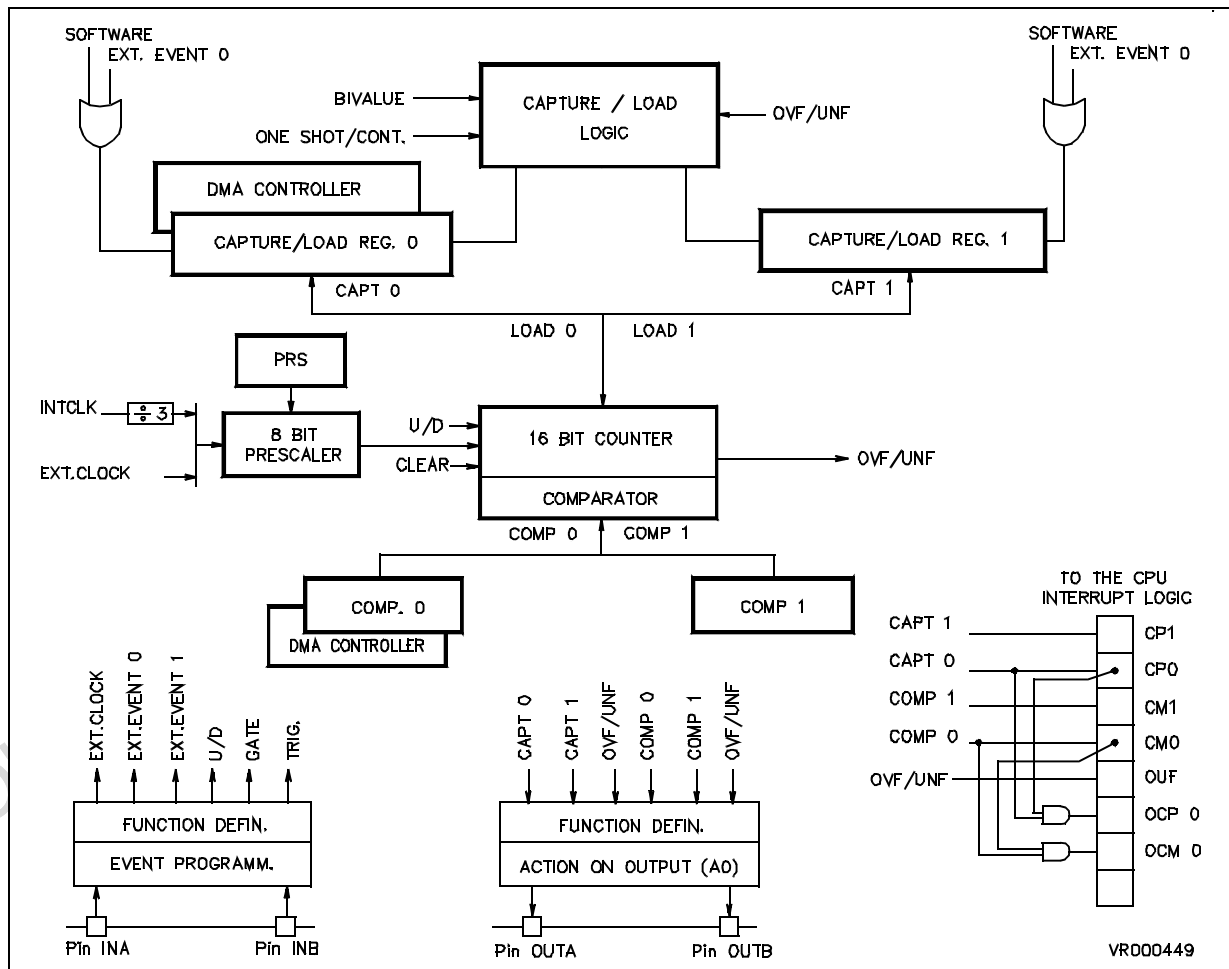 SOFTWARE
EXT. EVENT 0
SOFTWARE
EXT. EVENT 0
BIVALUE
ONE SHOT/CONT.
CAPTURE / LOAD
LOGIC
OVF/UNF
DMA CONTROLLER
CAPTURE/LOAD REG. 0
CAPTURE/LOAD REG. 1
CAPT 0
CAPT 1
LOAD 0
LOAD 1
PRS
INTCLK
÷ 3
8 BIT
PRESCALER
EXT.CLOCK
U/D
CLEAR
16 BIT COUNTER
COMPARATOR
OVF/UNF
COMP 0
COMP 1
COMP. 0
DMA CONTROLLER
COMP 1
TO THE CPU
INTERRUPT LOGIC
CAPT 1
CP1
CAPT 0
CP0
COMP 1
CM1
COMP 0
CM0
OVF/UNF
OUF
OCP 0
OCM 0
EXT.CLOCK
EXT.EVENT 0
EXT.EVENT 1
U/D
GATE
TRIG.
FUNCTION DEFIN.
EVENT PROGRAMM.
Pin INA
Pin INB
CAPT 0
CAPT 1
OVF/UNF
COMP 0
COMP 1
OVF/UNF
FUNCTION DEFIN.
ACTION ON OUTPUT (AO)
Pin OUTA
Pin OUTB
VR000449